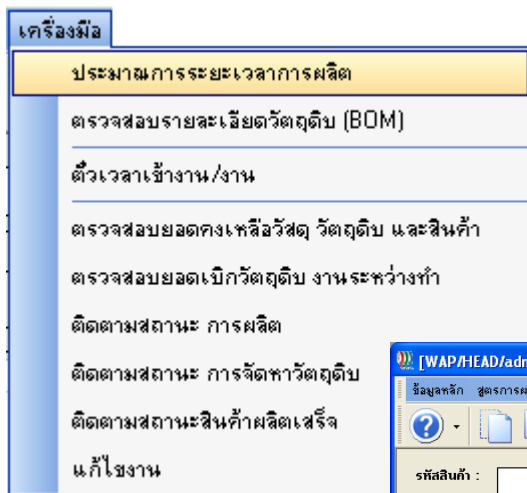 เครื่องมือ
ประมาณการระยะเวลาการผลิต
ตรวจสอบรายละเอียดวัตถุดิบ (BOM)
ตั๋วเวลาเข้างาน/งาน
ตรวจสอบยอดคงเหลือวัสดุ วัตถุดิบ และสินค้า
ตรวจสอบยอดเบิกวัตถุดิบ งานระหว่างทำ
ติดตามสถานะ การผลิต
ติดตามสถานะ การจัดหาวัตถุดิบ
ติดตามสถานะสินค้าผลิตเสร็จ
แก้ไขงาน
[WAP/HEAD/adm
ข้อมูลหลัก สูตรการผ
รหัสสินค้า :